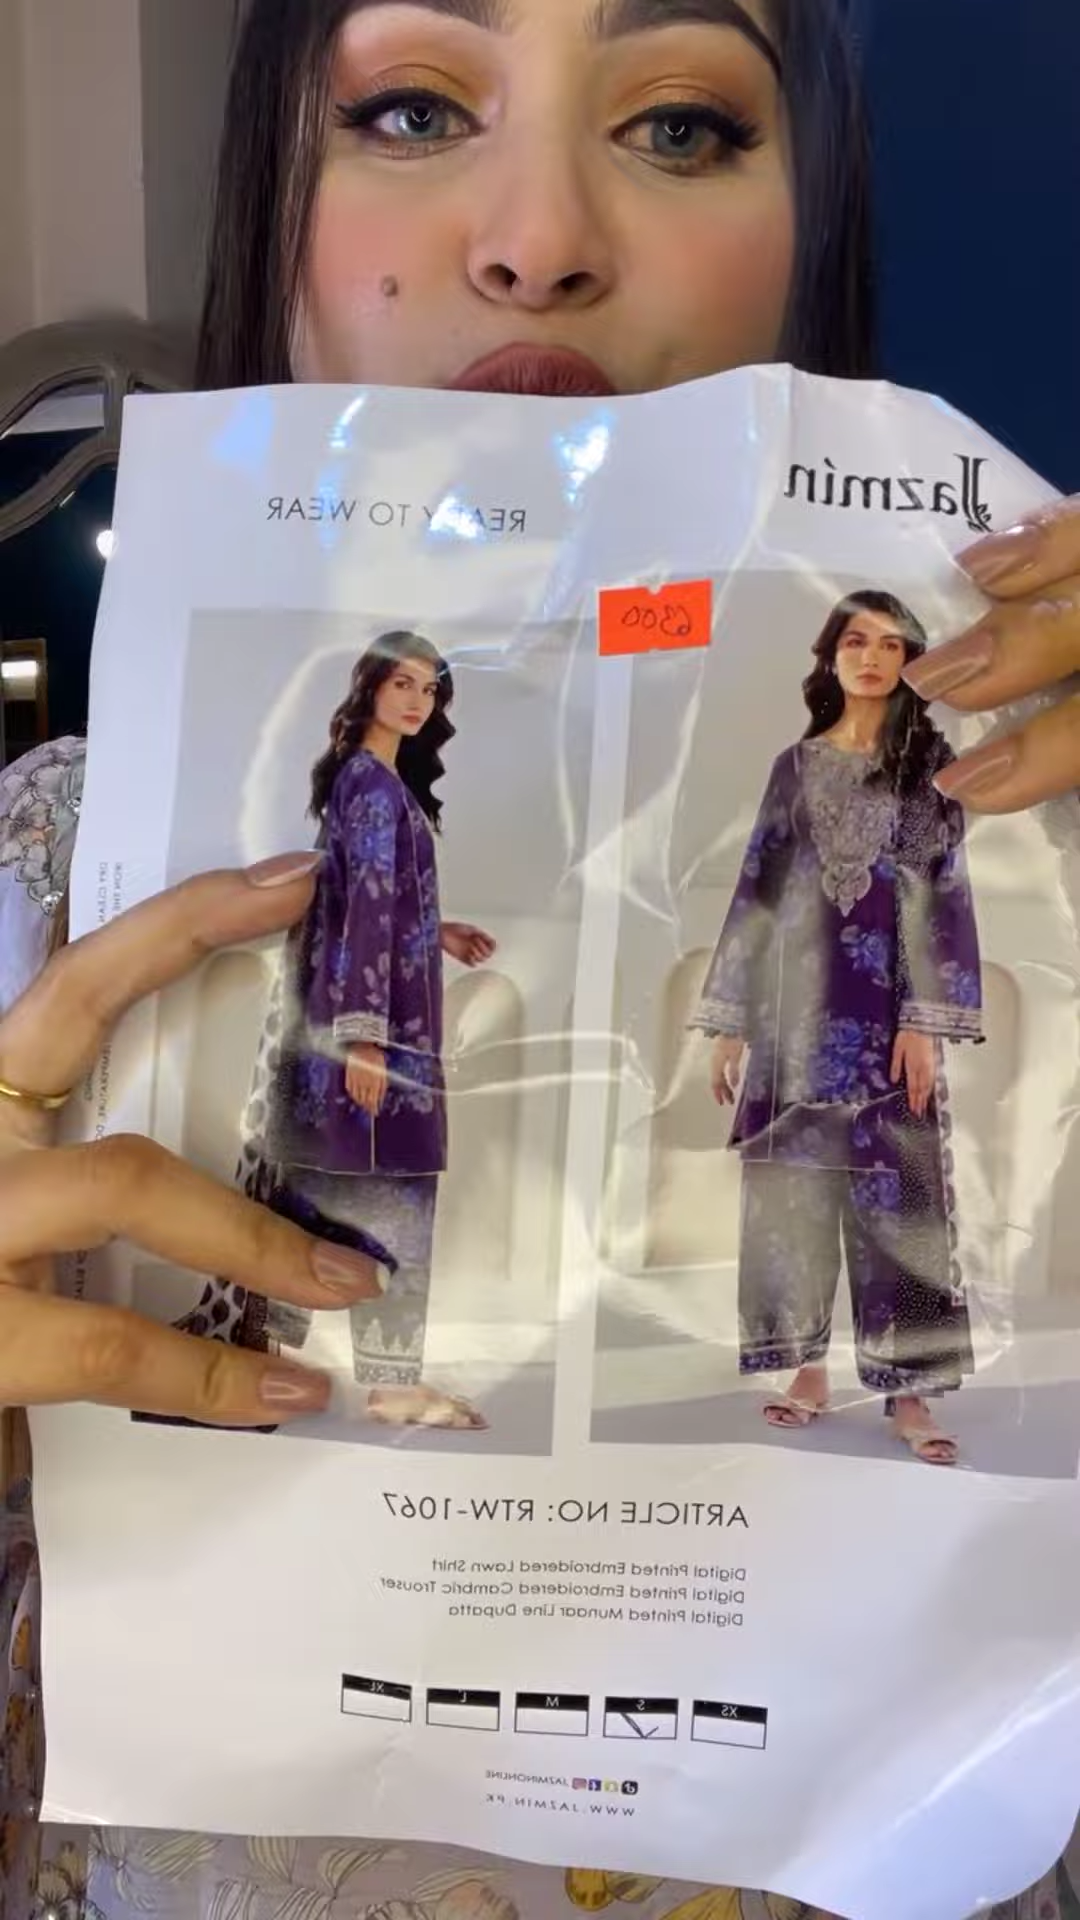 Jazmin
READY TO WEAR
6300
ARTICLE NO: RTW-1067
Digital Printed Embroidered Lawn Shirt
Digital Printed Embroidered Cambric Trouser
Digital Printed Munaar Line Dupatta
XS S M L XL
JAZMINONLINE
WWW.JAZMIN.PK